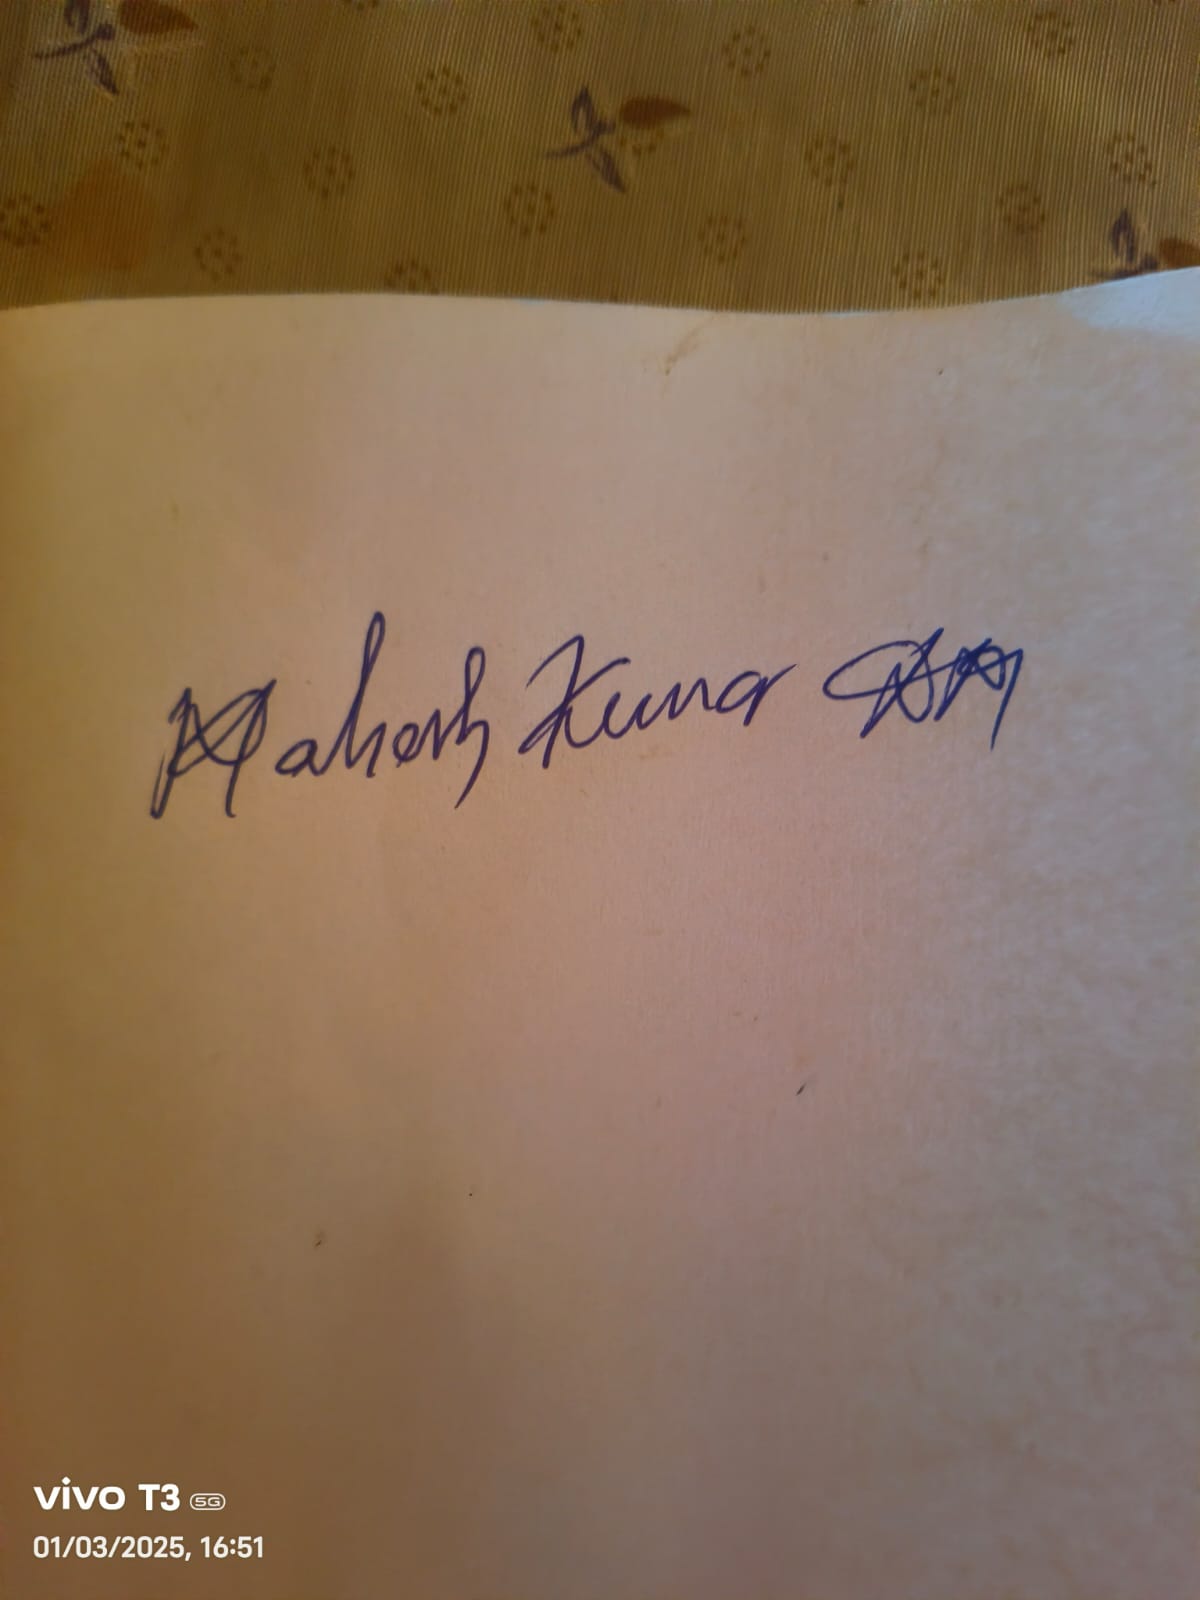 Mahesh Kumar
vivo T3 5G
01/03/2025, 16:51